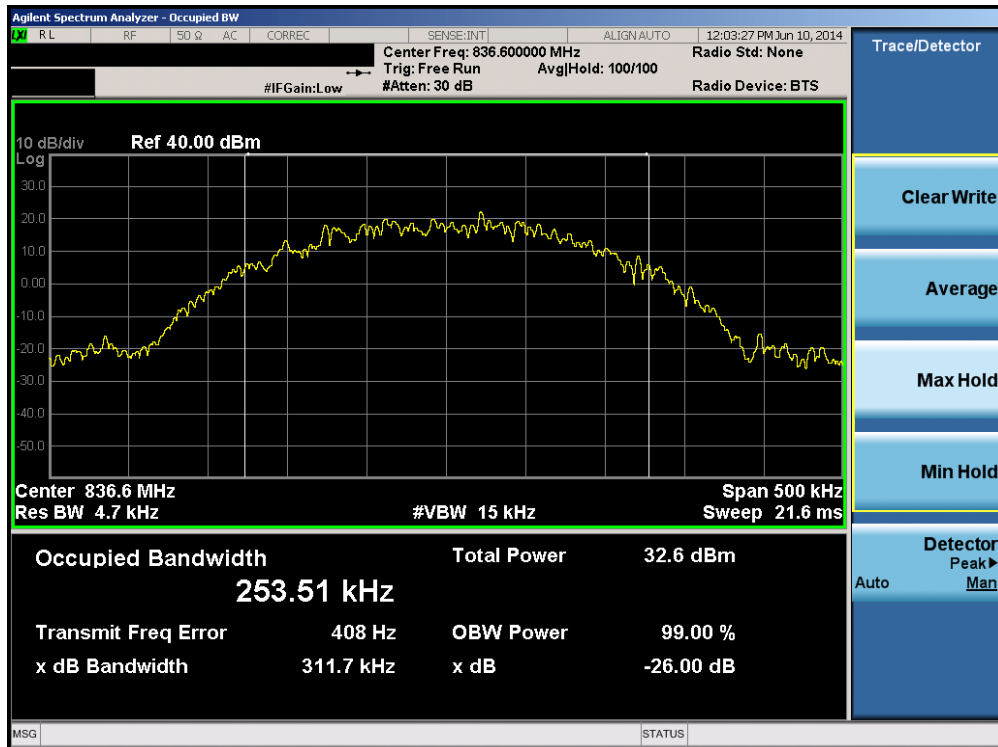 Agilent Spectrum Analyzer - Occupied BW
LXI RL RF 50 Ω AC CORREC SENSE:INT ALIGN AUTO 12:03:27 PM Jun 10, 2014
Center Freq: 836.600000 MHz Radio Std: None
Trig: Free Run Avg|Hold: 100/100
#IFGain:Low #Atten: 30 dB Radio Device: BTS
Trace/Detector
10 dB/div Ref 40.00 dBm
Log
30.0
20.0
10.0
0.00
-10.0
-20.0
-30.0
-40.0
-50.0
Center 836.6 MHz Span 500 kHz
Res BW 4.7 kHz #VBW 15 kHz Sweep 21.6 ms
Occupied Bandwidth Total Power 32.6 dBm
253.51 kHz
Transmit Freq Error 408 Hz OBW Power 99.00 %
x dB Bandwidth 311.7 kHz x dB -26.00 dB
Clear Write
Average
Max Hold
Min Hold
Detector
Peak▶
Auto Man
MSG STATUS